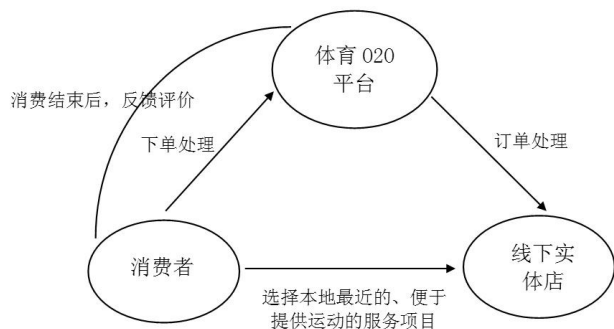 体育 020
平台
消费结束后，反馈评价
下单处理
订单处理
消费者
线下实
体店
选择本地最近的、便于
提供运动的服务项目